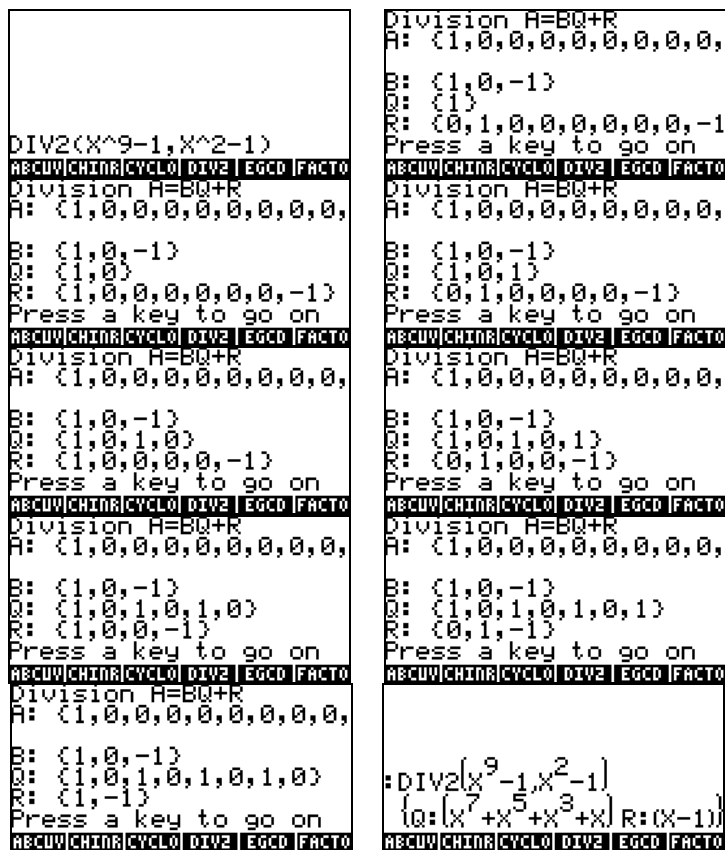 DIV2(X^9-1,X^2-1)
ABCUV CHINR CYCLO DIV2 EGCD FACTO
Division A=BQ+R
A: {1,0,0,0,0,0,0,0,0,
B: {1,0,-1}
Q: {1}
R: {0,1,0,0,0,0,0,0,-1
Press a key to go on
ABCUV CHINR CYCLO DIV2 EGCD FACTO
Division A=BQ+R
A: {1,0,0,0,0,0,0,0,0,
B: {1,0,-1}
Q: {1,0}
R: {1,0,0,0,0,0,0,-1}
Press a key to go on
ABCUV CHINR CYCLO DIV2 EGCD FACTO
Division A=BQ+R
A: {1,0,0,0,0,0,0,0,0,
B: {1,0,-1}
Q: {1,0,1}
R: {0,1,0,0,0,0,-1}
Press a key to go on
ABCUV CHINR CYCLO DIV2 EGCD FACTO
Division A=BQ+R
A: {1,0,0,0,0,0,0,0,0,
B: {1,0,-1}
Q: {1,0,1,0}
R: {1,0,0,0,0,-1}
Press a key to go on
ABCUV CHINR CYCLO DIV2 EGCD FACTO
Division A=BQ+R
A: {1,0,0,0,0,0,0,0,0,
B: {1,0,-1}
Q: {1,0,1,0,1}
R: {0,1,0,0,-1}
Press a key to go on
ABCUV CHINR CYCLO DIV2 EGCD FACTO
Division A=BQ+R
A: {1,0,0,0,0,0,0,0,0,
B: {1,0,-1}
Q: {1,0,1,0,1,0}
R: {1,0,0,-1}
Press a key to go on
ABCUV CHINR CYCLO DIV2 EGCD FACTO
Division A=BQ+R
A: {1,0,0,0,0,0,0,0,0,
B: {1,0,-1}
Q: {1,0,1,0,1,0,1}
R: {0,1,-1}
Press a key to go on
ABCUV CHINR CYCLO DIV2 EGCD FACTO
Division A=BQ+R
A: {1,0,0,0,0,0,0,0,0,
B: {1,0,-1}
Q: {1,0,1,0,1,0,1,0}
R: {1,-1}
Press a key to go on
ABCUV CHINR CYCLO DIV2 EGCD FACTO
:DIV2(X^9-1,X^2-1)
{Q:(X^7+X^5+X^3+X) R:(X-1)}
ABCUV CHINR CYCLO DIV2 EGCD FACTO